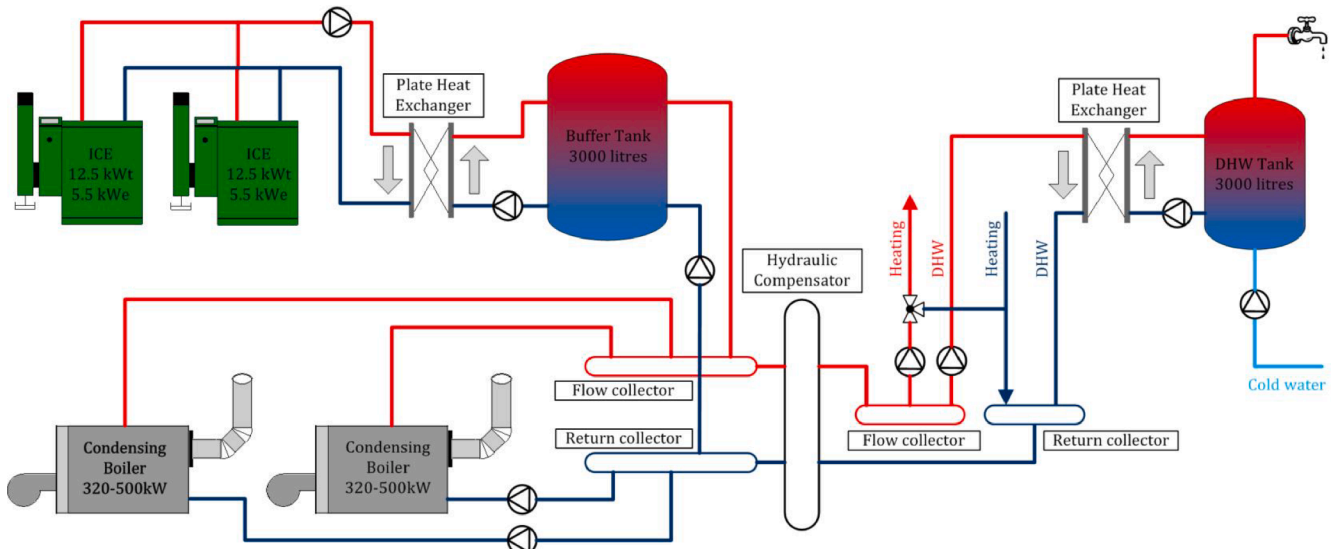 ICE
12.5 kWt
5.5 kWe
ICE
12.5 kWt
5.5 kWe
Plate Heat
Exchanger
Buffer Tank
3000 litres
Plate Heat
Exchanger
DHW Tank
3000 litres
Hydraulic
Compensator
Heating
DHW
Heating
DHW
Cold water
Flow collector
Return collector
Flow collector
Return collector
Condensing
Boiler
320-500kW
Condensing
Boiler
320-500kW